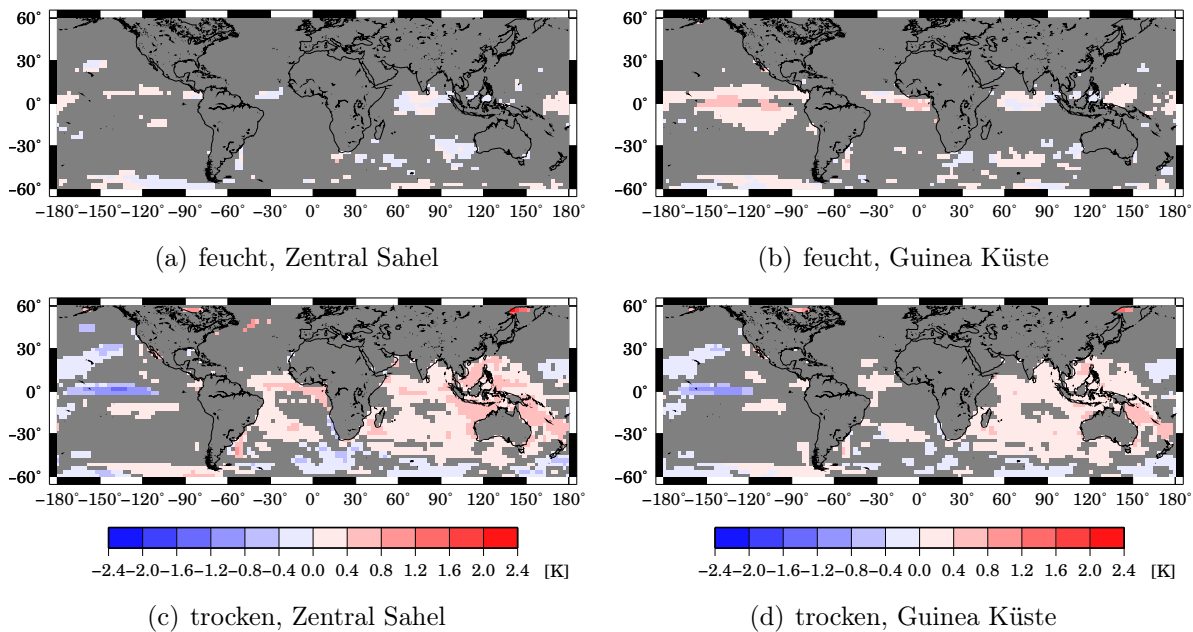 60° 60°
30° 30°
0° 0°
−30° −30°
−60° −60°
−180−150−120−90 −60 −30 0° 30 60 90 120 150 180° −180−150−120−90 −60 −30 0° 30 60 90 120 150 180°
(a) feucht, Zentral Sahel (b) feucht, Guinea Küste
60° 60°
30° 30°
0° 0°
−30° −30°
−60° −60°
−180−150−120−90 −60 −30 0° 30 60 90 120 150 180° −180−150−120−90 −60 −30 0° 30 60 90 120 150 180°
−2.4−2.0−1.6−1.2−0.8−0.4 0.0 0.4 0.8 1.2 1.6 2.0 2.4 [K] −2.4−2.0−1.6−1.2−0.8−0.4 0.0 0.4 0.8 1.2 1.6 2.0 2.4 [K]
(c) trocken, Zentral Sahel (d) trocken, Guinea Küste